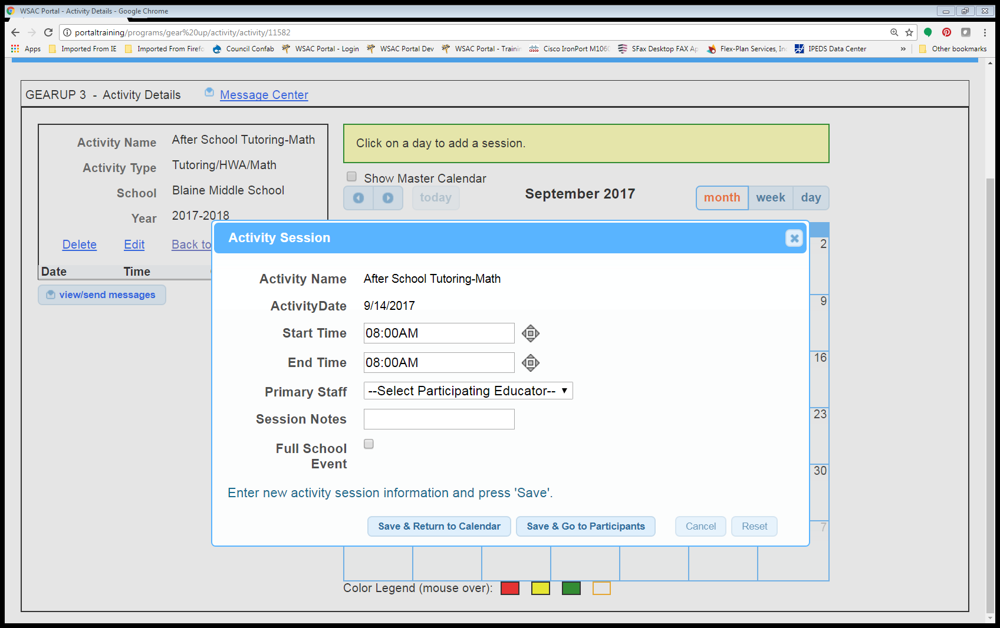 WSAC Portal - Activity Details - Google Chrome
portaltraining/programs/gear%20up/activity/activity/11582
Apps Imported From IE Imported From Firefo Council Confab WSAC Portal - Login WSAC Portal Dev WSAC Portal - Trainin Cisco IronPort M106 SFax Desktop FAX Ap Flex-Plan Services, In IPEDS Data Center » Other bookmarks
GEARUP 3 - Activity Details Message Center
Activity Name After School Tutoring-Math
Activity Type Tutoring/HWA/Math
School Blaine Middle School
Year 2017-2018
Delete Edit Back to
Date Time
view/send messages
Click on a day to add a session.
Show Master Calendar
today September 2017 month week day
2
9
16
23
30
7
Activity Session
Activity Name After School Tutoring-Math
ActivityDate 9/14/2017
Start Time 08:00AM
End Time 08:00AM
Primary Staff --Select Participating Educator--
Session Notes
Full School
Event
Enter new activity session information and press 'Save'.
Save & Return to Calendar Save & Go to Participants Cancel Reset
Color Legend (mouse over):